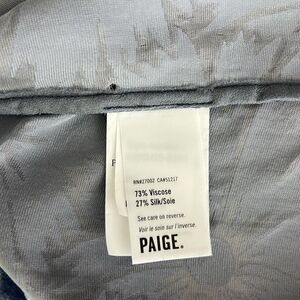 RN#27002 CA#51217
73% Viscose
27% Silk/Soie
See care on reverse.
Voir le soin sur l'inverse.
PAIGE.